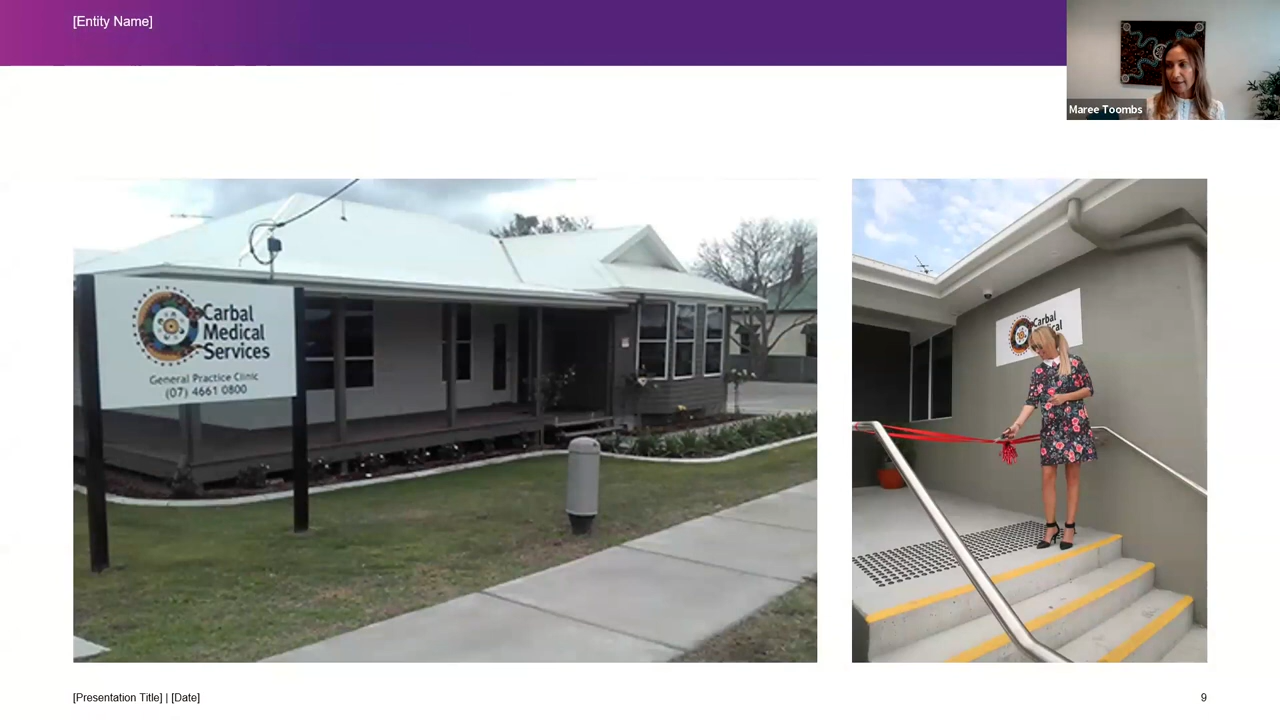 [Entity Name]
Maree Toombs
Carbal
Medical
Services
General Practice Clinic
(07) 4661 0800
Carbal
[Presentation Title] | [Date]
9